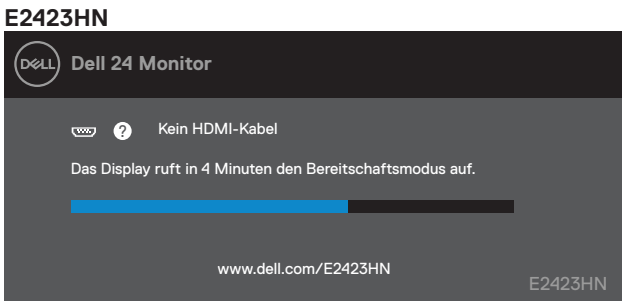 E2423HN
DELL Dell 24 Monitor
? Kein HDMI-Kabel
Das Display ruft in 4 Minuten den Bereitschaftsmodus auf.
www.dell.com/E2423HN
E2423HN